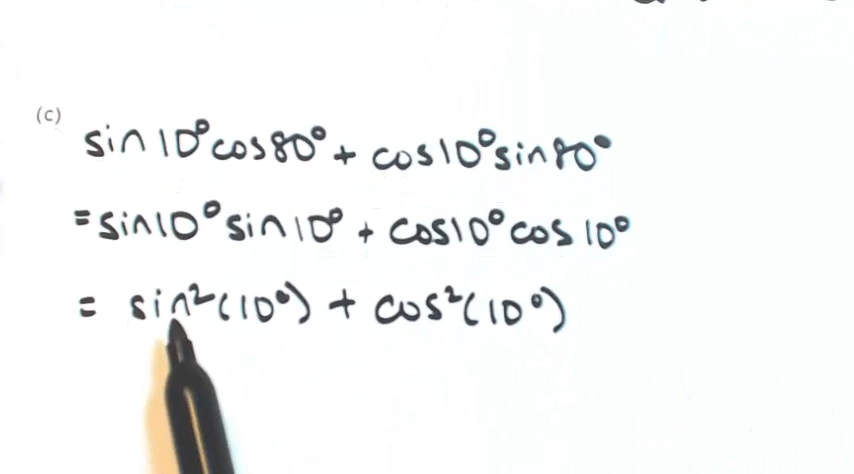 (c)
sin10°cos80° + cos10°sin80°
=sin10°sin10° + cos10°cos10°
= sin²(10°) + cos²(10°)